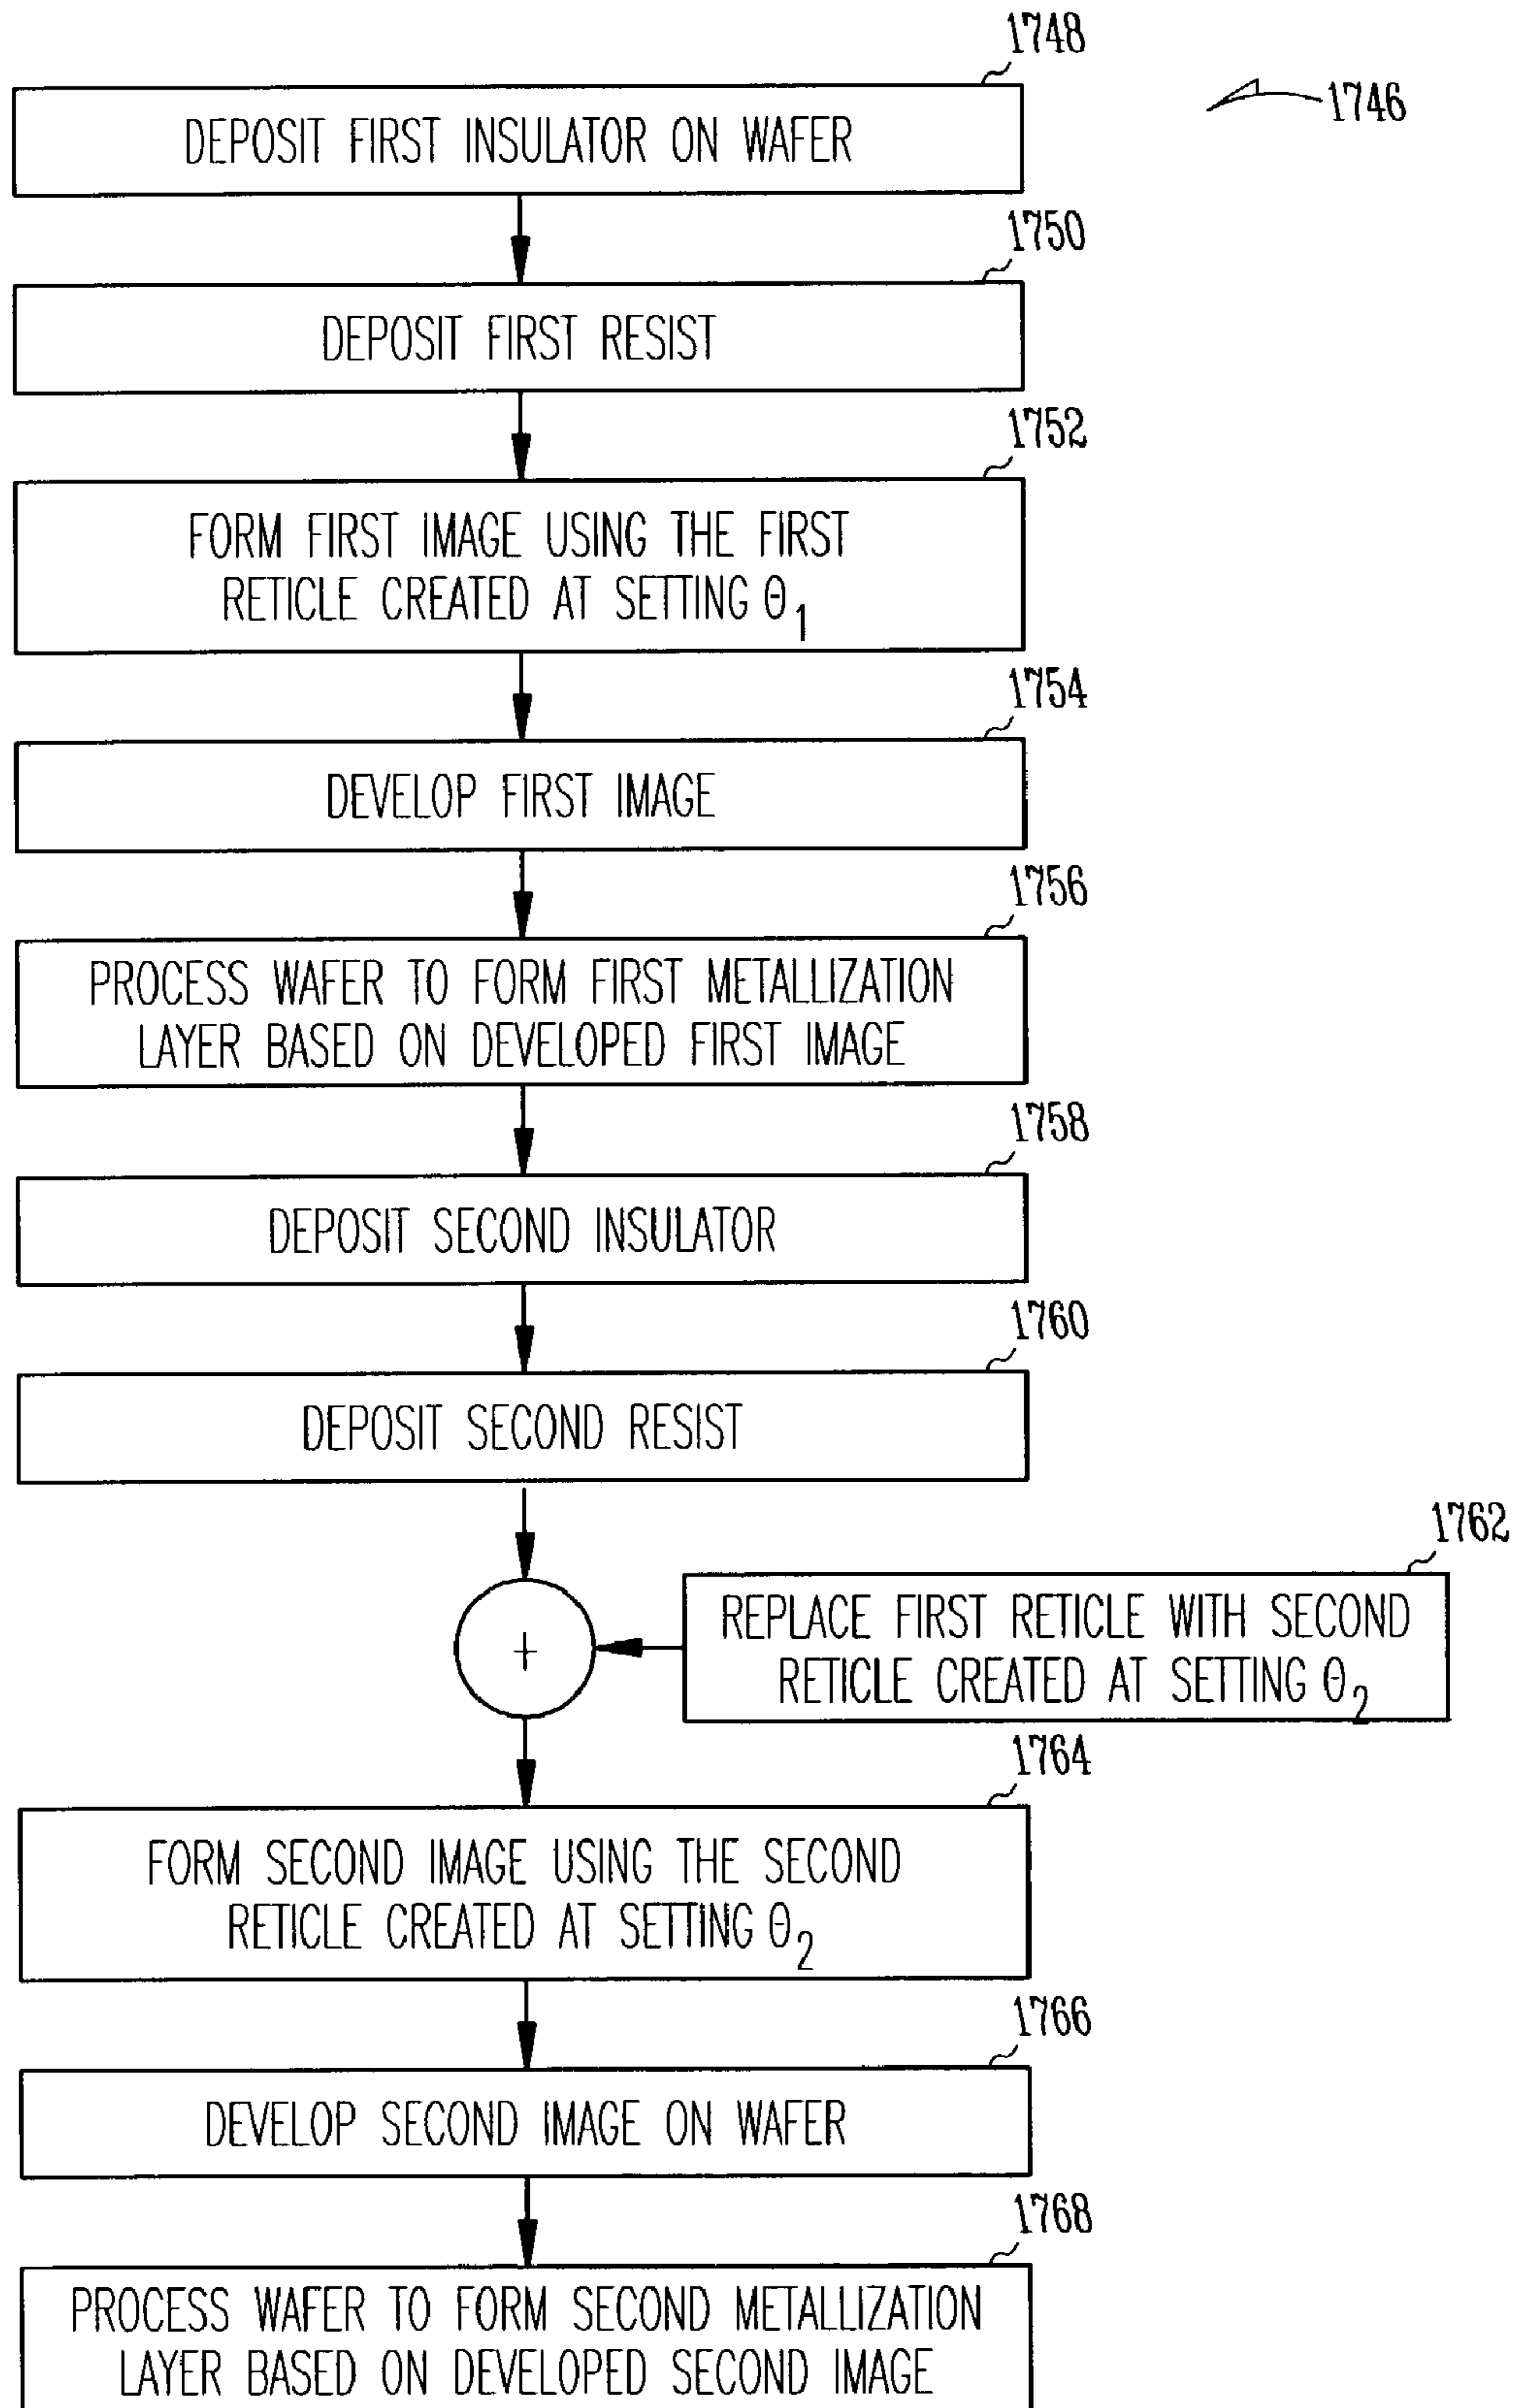 1748
1746
DEPOSIT FIRST INSULATOR ON WAFER
1750
DEPOSIT FIRST RESIST
1752
FORM FIRST IMAGE USING THE FIRST
RETICLE CREATED AT SETTING θ1
1754
DEVELOP FIRST IMAGE
1756
PROCESS WAFER TO FORM FIRST METALLIZATION
LAYER BASED ON DEVELOPED FIRST IMAGE
1758
DEPOSIT SECOND INSULATOR
1760
DEPOSIT SECOND RESIST
1762
+
REPLACE FIRST RETICLE WITH SECOND
RETICLE CREATED AT SETTING θ2
1764
FORM SECOND IMAGE USING THE SECOND
RETICLE CREATED AT SETTING θ2
1766
DEVELOP SECOND IMAGE ON WAFER
1768
PROCESS WAFER TO FORM SECOND METALLIZATION
LAYER BASED ON DEVELOPED SECOND IMAGE